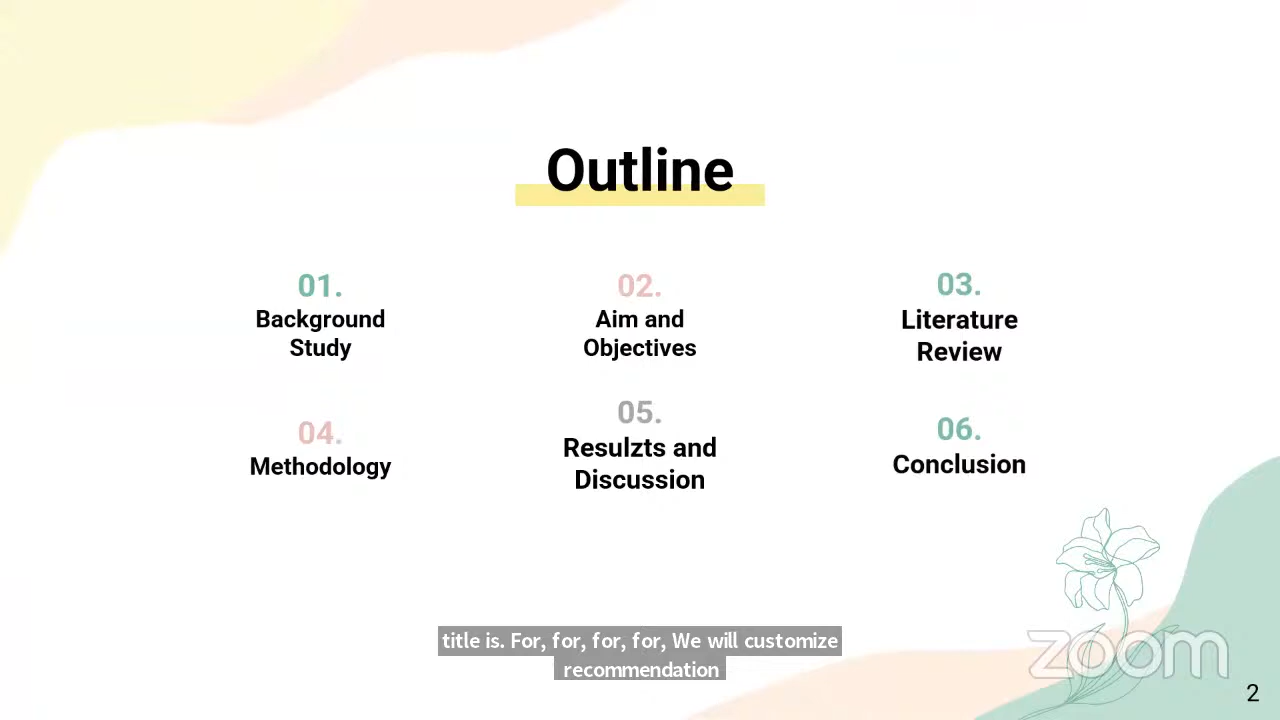 Outline
01.
Background
Study
02.
Aim and
Objectives
03.
Literature
Review
04.
Methodology
05.
Resulzts and
Discussion
06.
Conclusion
title is. For, for, for, for, We will customize
recommendation
zoom
2